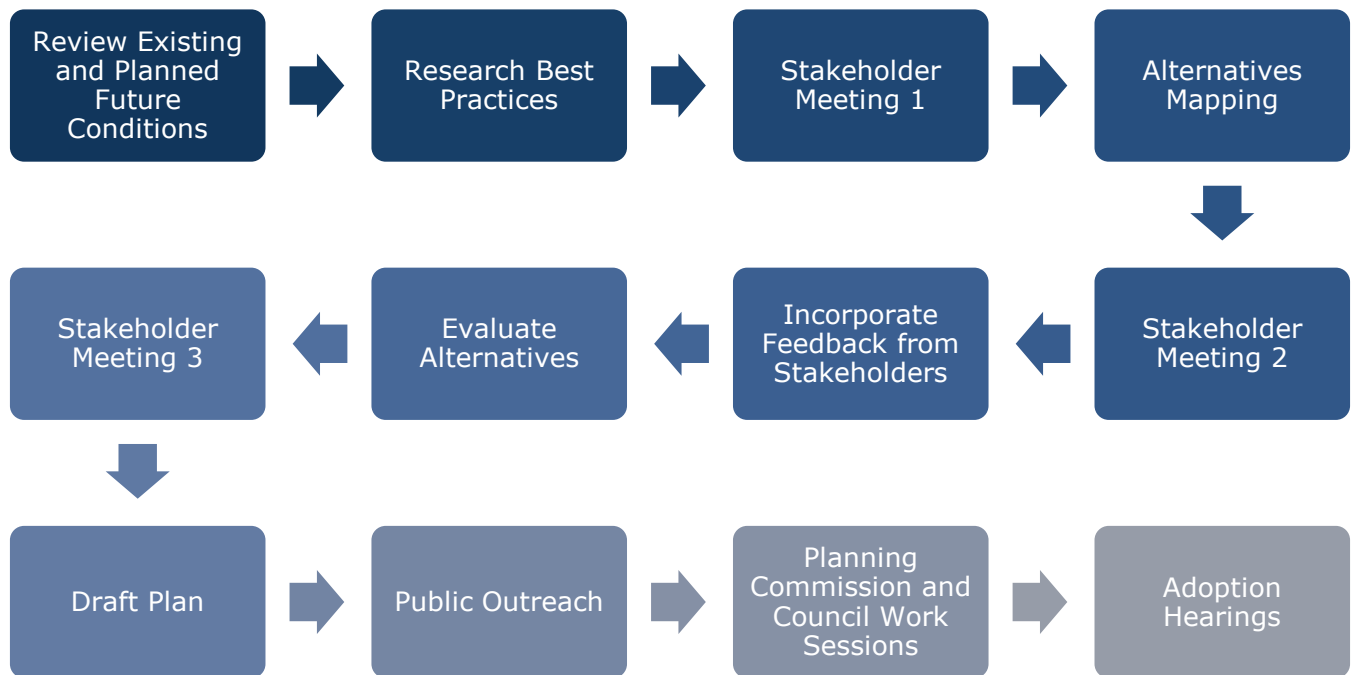 Review Existing
and Planned
Future
Conditions
Research Best
Practices
Stakeholder
Meeting 1
Alternatives
Mapping
Stakeholder
Meeting 2
Incorporate
Feedback from
Stakeholders
Evaluate
Alternatives
Stakeholder
Meeting 3
Draft Plan
Public Outreach
Planning
Commission and
Council Work
Sessions
Adoption
Hearings